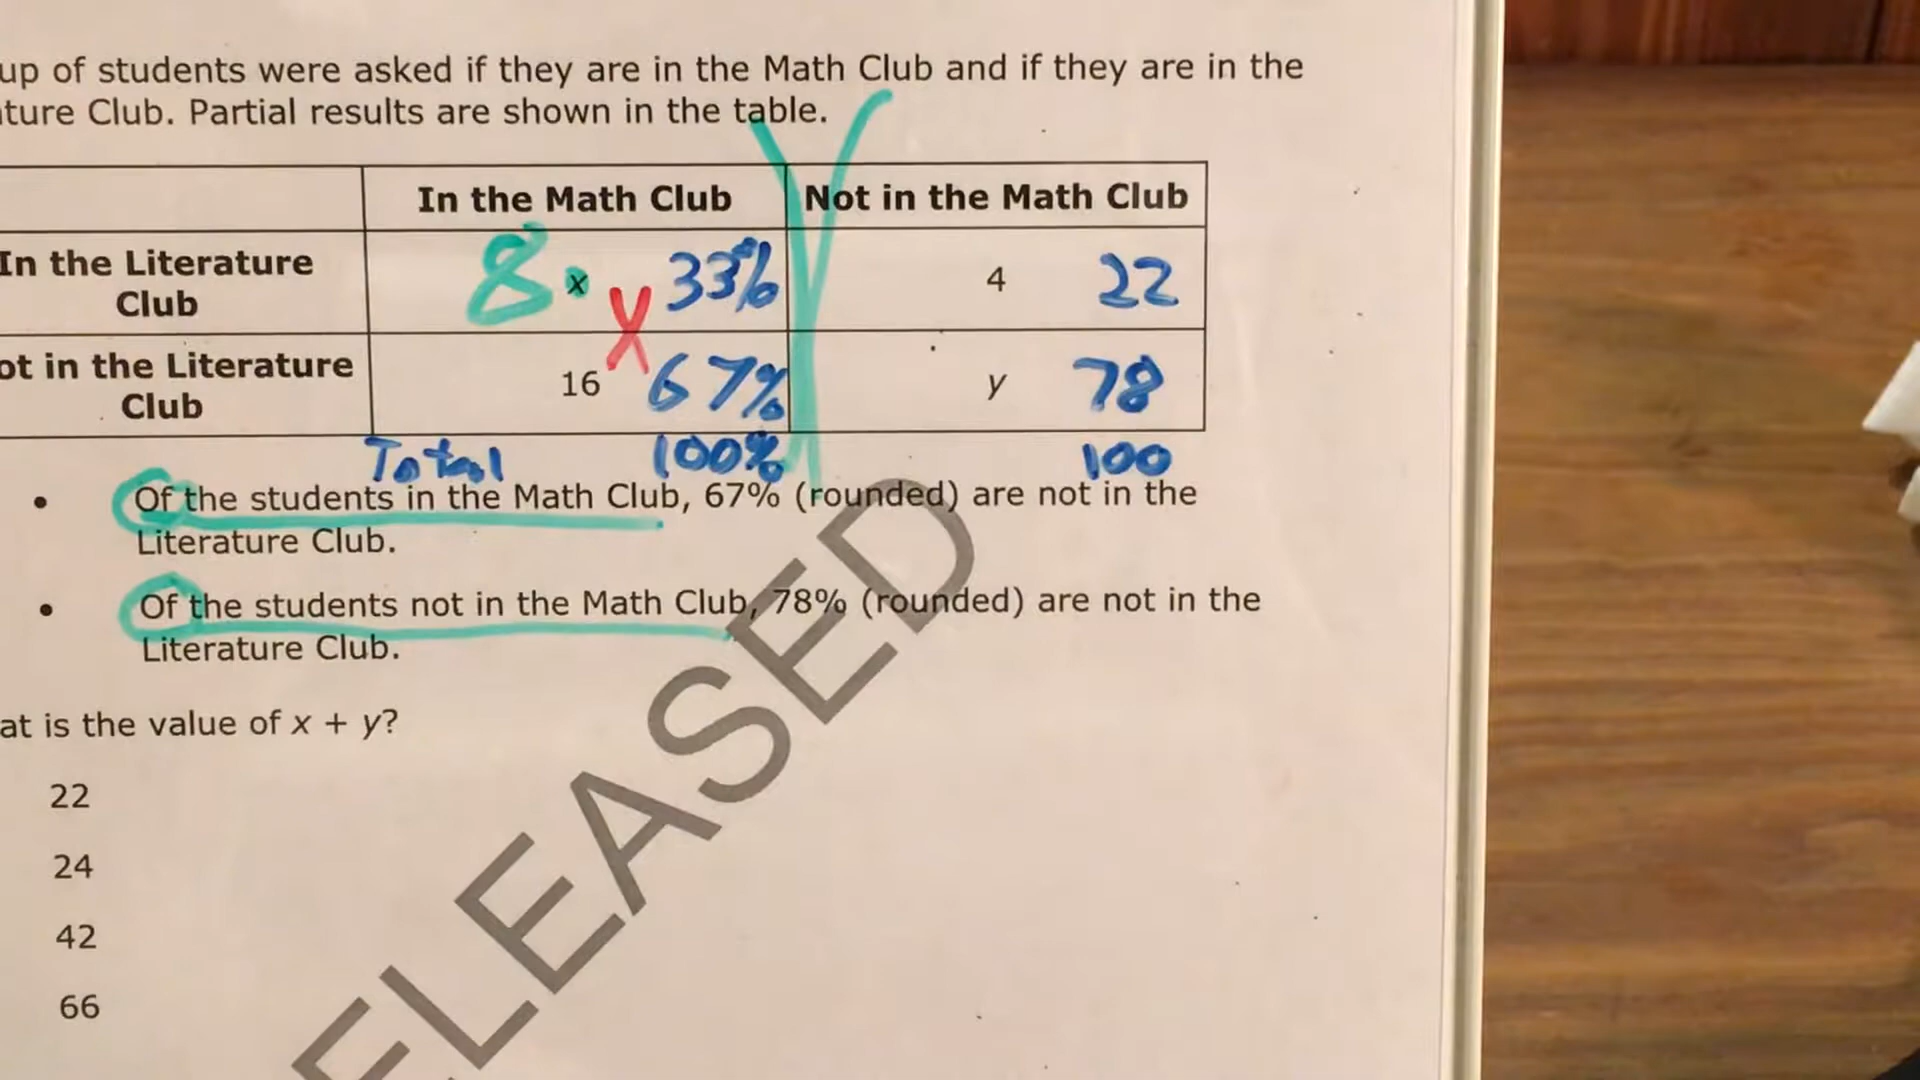 up of students were asked if they are in the Math Club and if they are in the
ture Club. Partial results are shown in the table.
In the Math Club Not in the Math Club
In the Literature
Club
8 x 33% 4 22
ot in the Literature
Club
16 67% y 78
Total 100% 100
• Of the students in the Math Club, 67% (rounded) are not in the
Literature Club.
• Of the students not in the Math Club, 78% (rounded) are not in the
Literature Club.
at is the value of x + y?
22
24
42
66
ELEASED